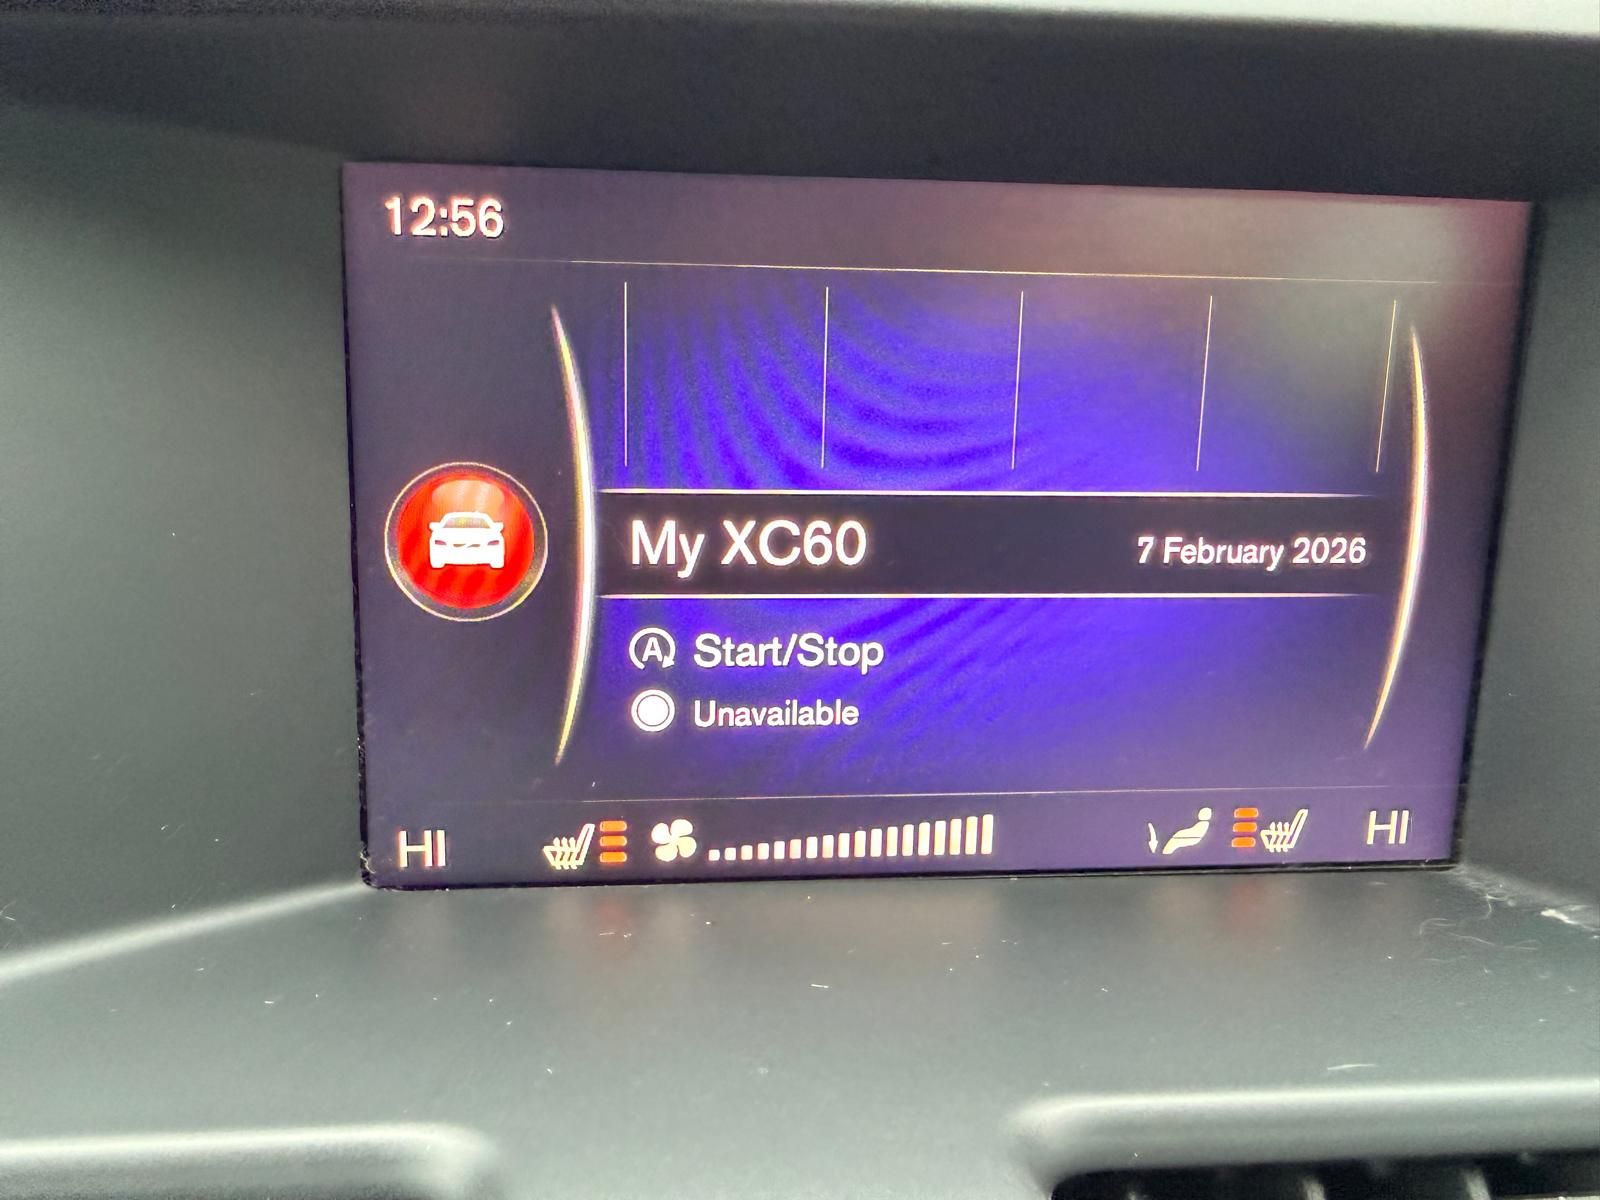 12:56
My XC60
7 February 2026
A Start/Stop
Unavailable
HI
HI